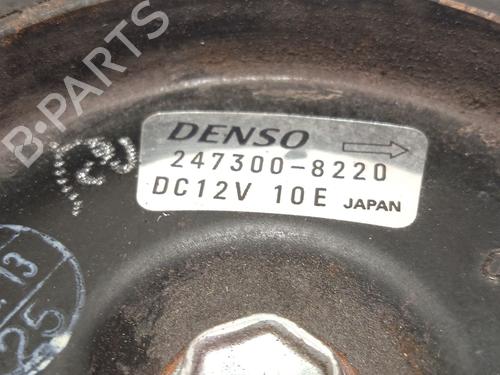 B-PARTS
DENSO
247300-8220
DC12V 10E JAPAN
13
25